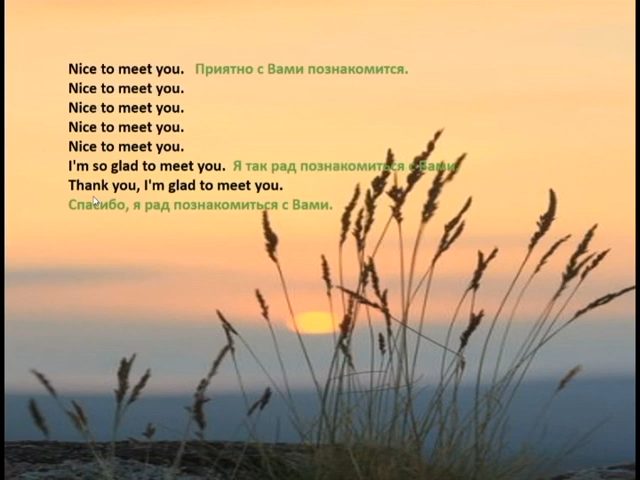 Nice to meet you. Приятно с Вами познакомится.
Nice to meet you.
Nice to meet you.
Nice to meet you.
Nice to meet you.
I'm so glad to meet you. Я так рад познакомиться с Вами.
Thank you, I'm glad to meet you.
Спасибо, я рад познакомиться с Вами.